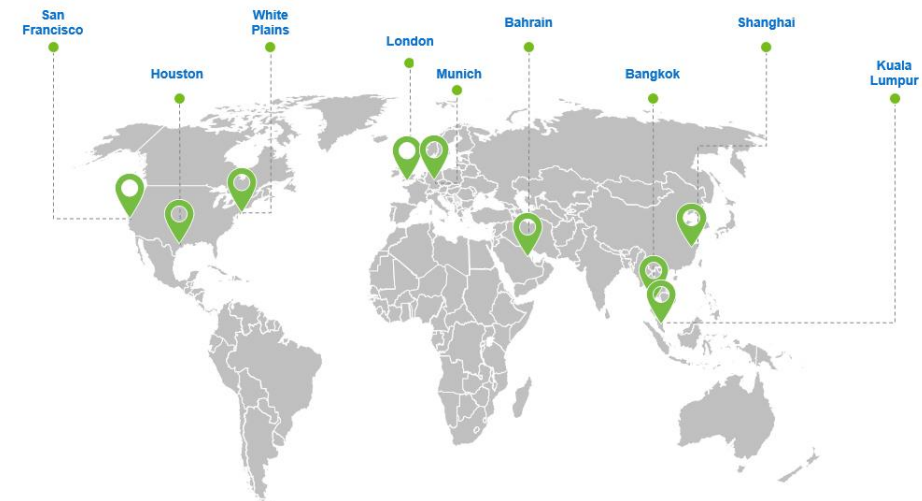 San
Francisco
White
Plains
Houston
London
Munich
Bahrain
Bangkok
Shanghai
Kuala
Lumpur